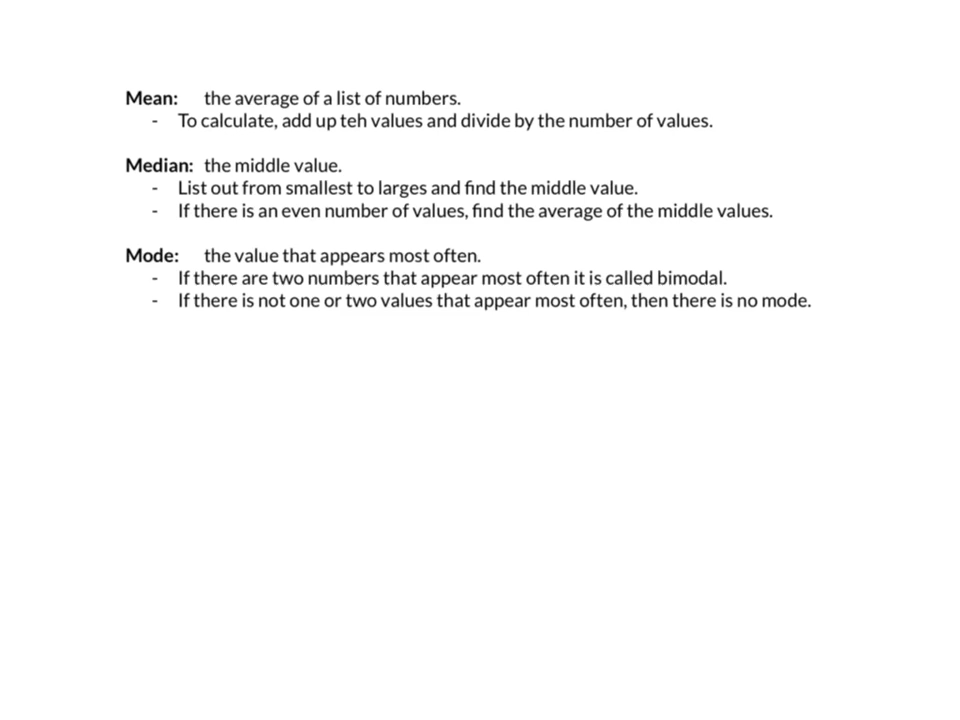 Mean: the average of a list of numbers.
- To calculate, add up teh values and divide by the number of values.
Median: the middle value.
- List out from smallest to larges and find the middle value.
- If there is an even number of values, find the average of the middle values.
Mode: the value that appears most often.
- If there are two numbers that appear most often it is called bimodal.
- If there is not one or two values that appear most often, then there is no mode.